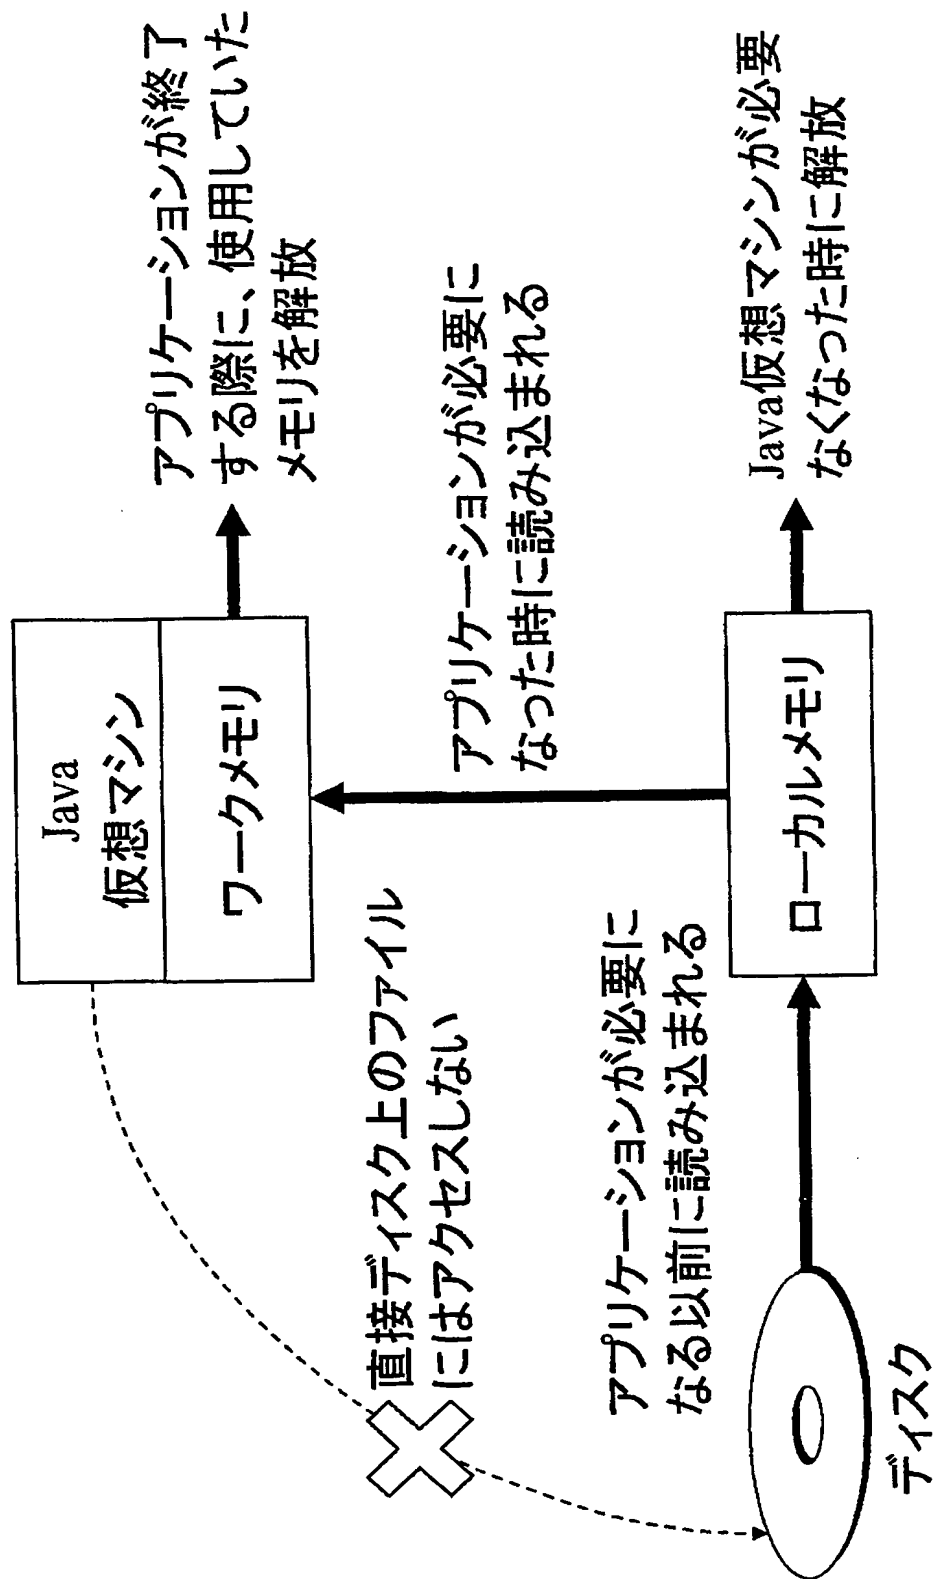 Java
仮想マシン
ワークメモリ
アプリケーションが終了
する際に、使用していた
メモリを解放
直接ディスク上のファイル
にはアクセスしない
アプリケーションが必要に
なった時に読み込まれる
アプリケーションが必要に
なる以前に読み込まれる
ローカルメモリ
Java仮想マシンが必要
なくなった時に解放
ディスク